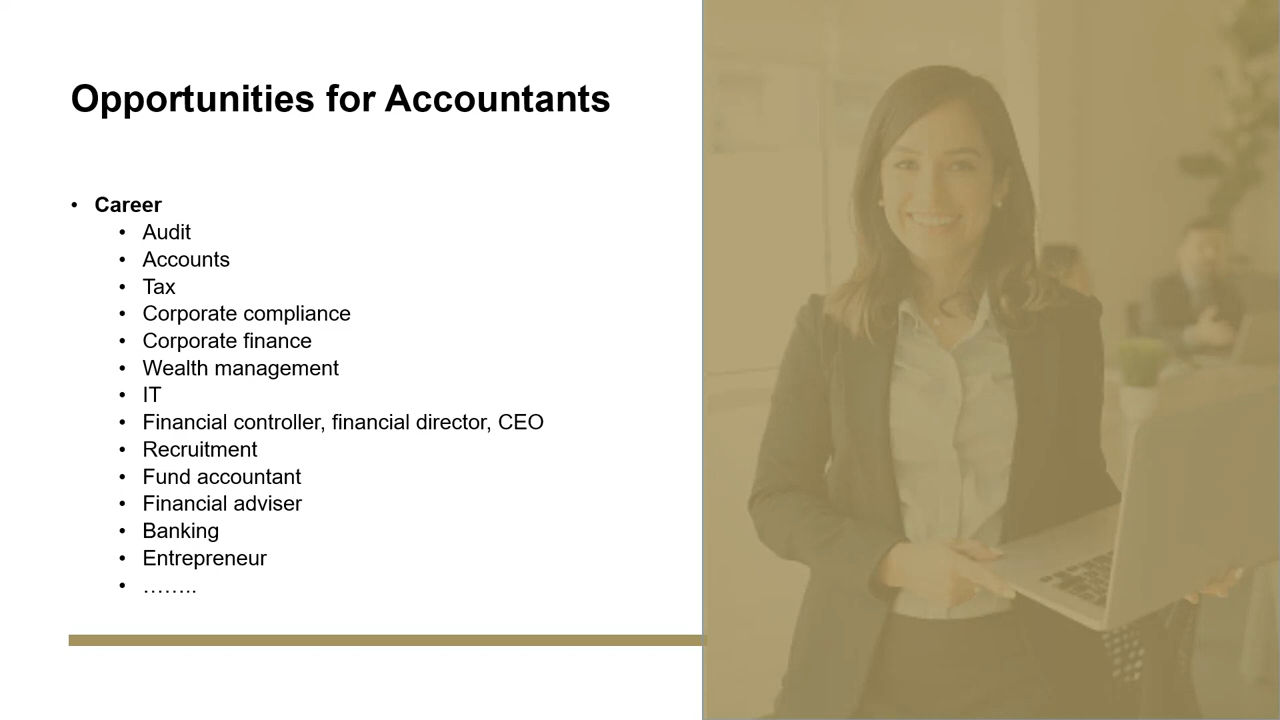 Opportunities for Accountants
• Career
• Audit
• Accounts
• Tax
• Corporate compliance
• Corporate finance
• Wealth management
• IT
• Financial controller, financial director, CEO
• Recruitment
• Fund accountant
• Financial adviser
• Banking
• Entrepreneur
• ……..